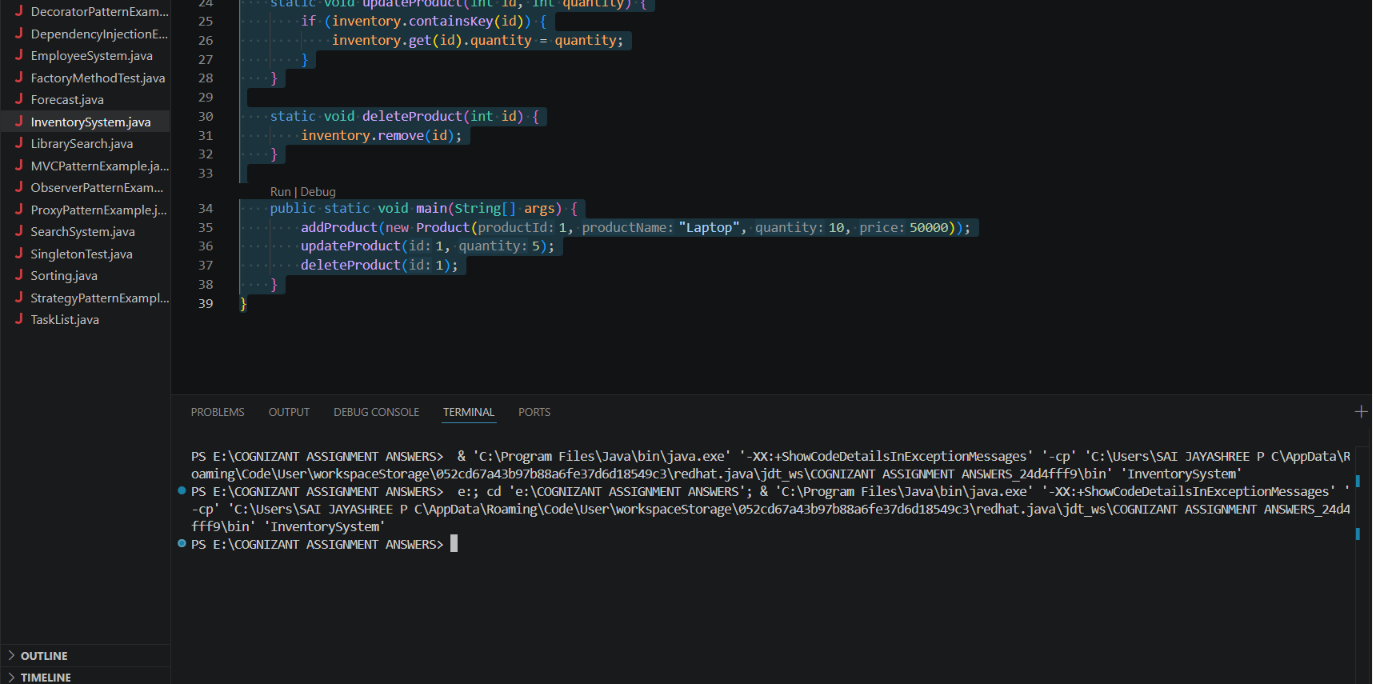 DecoratorPatternExam...
DependencyInjectionE...
EmployeeSystem.java
FactoryMethodTest.java
Forecast.java
InventorySystem.java
LibrarySearch.java
MVCPatternExample.ja...
ObserverPatternExam...
ProxyPatternExample.j...
SearchSystem.java
SingletonTest.java
Sorting.java
StrategyPatternExampl...
TaskList.java
OUTLINE
TIMELINE
24 static void updateProduct(int id, int quantity) {
25 if (inventory.containsKey(id)) {
26 inventory.get(id).quantity = quantity;
27 }
28 }
29
30 static void deleteProduct(int id) {
31 inventory.remove(id);
32 }
33
Run | Debug
34 public static void main(String[] args) {
35 addProduct(new Product(productId: 1, productName: "Laptop", quantity: 10, price: 50000));
36 updateProduct(id: 1, quantity: 5);
37 deleteProduct(id: 1);
38 }
39 }
PROBLEMS OUTPUT DEBUG CONSOLE TERMINAL PORTS
PS E:\COGNIZANT ASSIGNMENT ANSWERS> & 'C:\Program Files\Java\bin\java.exe' '-XX:+ShowCodeDetailsInExceptionMessages' '-cp' 'C:\Users\SAI JAYASHREE P C\AppData\R
oaming\Code\User\workspaceStorage\052cd67a43b97b88a6fe37d6d18549c3\redhat.java\jdt_ws\COGNIZANT ASSIGNMENT ANSWERS_24d4fff9\bin' 'InventorySystem'
PS E:\COGNIZANT ASSIGNMENT ANSWERS> e:; cd 'e:\COGNIZANT ASSIGNMENT ANSWERS'; & 'C:\Program Files\Java\bin\java.exe' '-XX:+ShowCodeDetailsInExceptionMessages' '
-cp' 'C:\Users\SAI JAYASHREE P C\AppData\Roaming\Code\User\workspaceStorage\052cd67a43b97b88a6fe37d6d18549c3\redhat.java\jdt_ws\COGNIZANT ASSIGNMENT ANSWERS_24d4
fff9\bin' 'InventorySystem'
PS E:\COGNIZANT ASSIGNMENT ANSWERS>